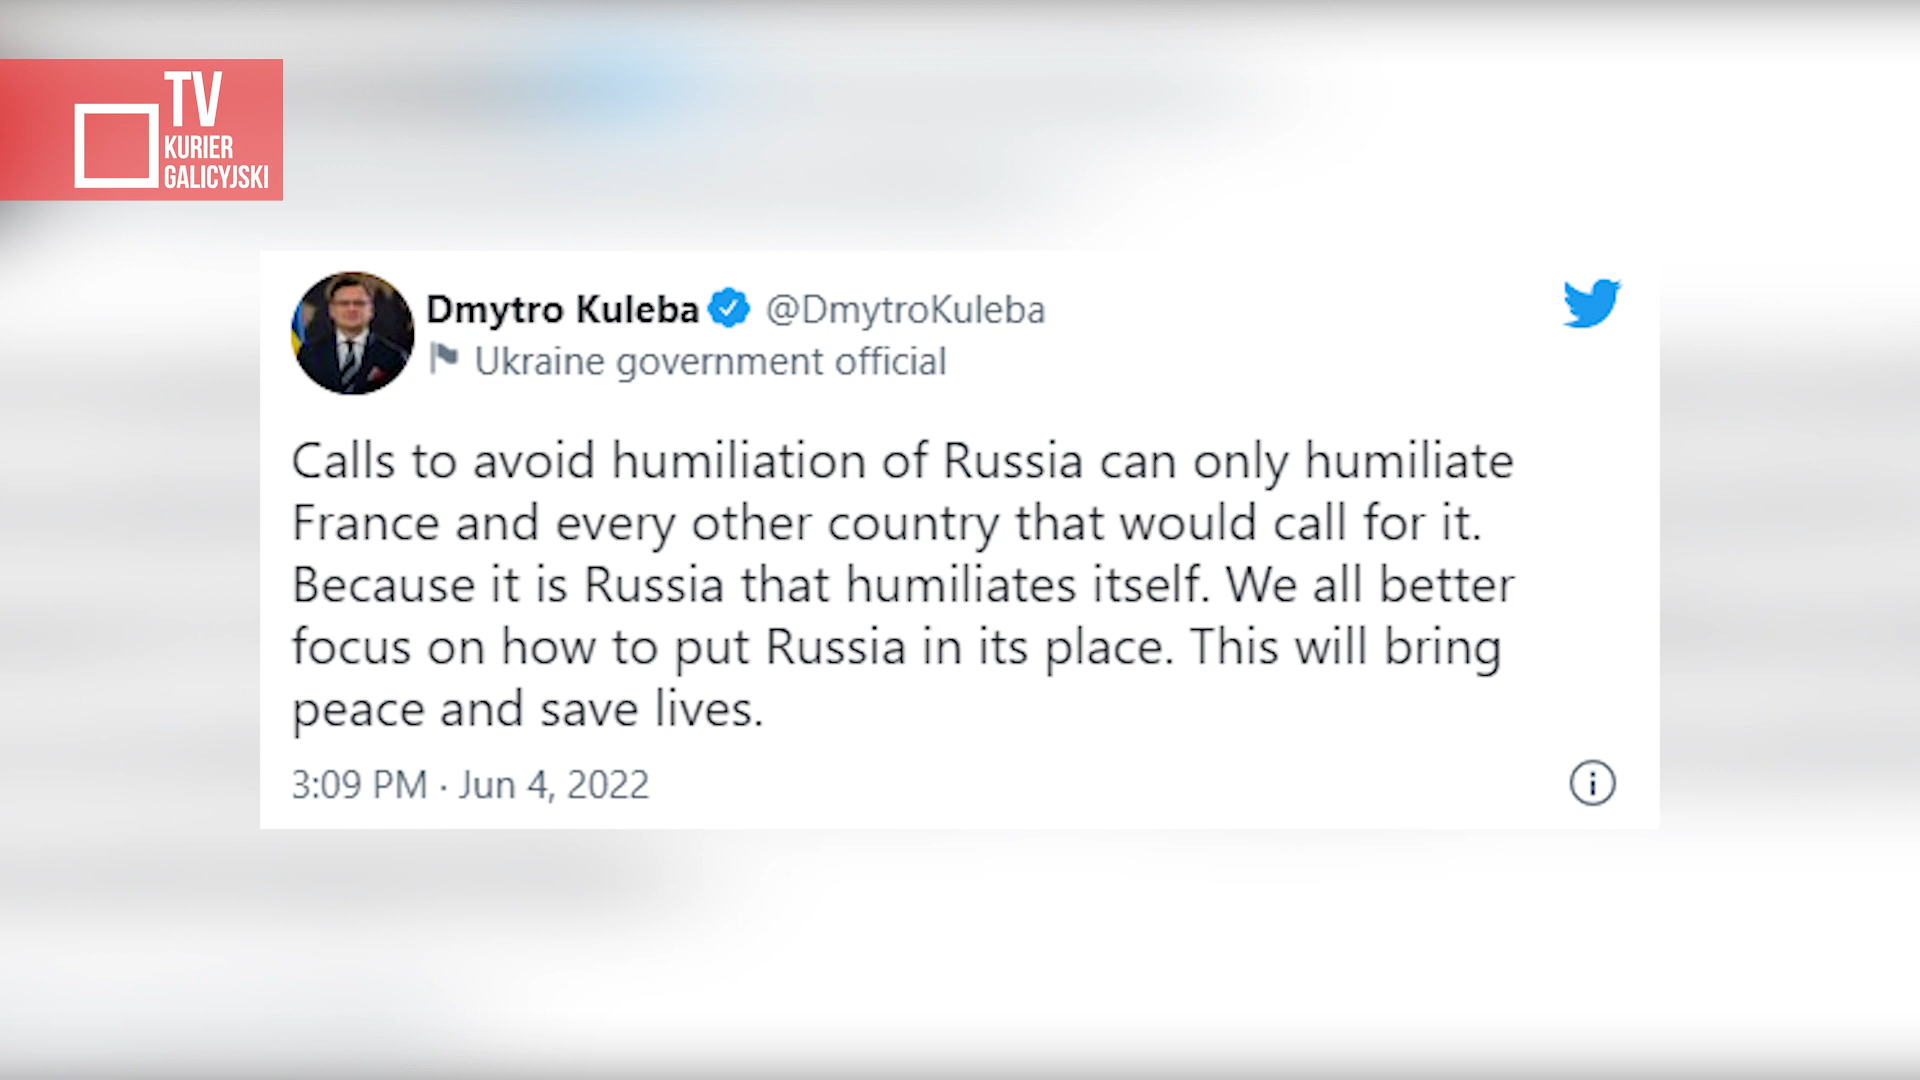 TV
KURIER
GALICYJSKI
Dmytro Kuleba @DmytroKuleba
Ukraine government official
Calls to avoid humiliation of Russia can only humiliate
France and every other country that would call for it.
Because it is Russia that humiliates itself. We all better
focus on how to put Russia in its place. This will bring
peace and save lives.
3:09 PM · Jun 4, 2022